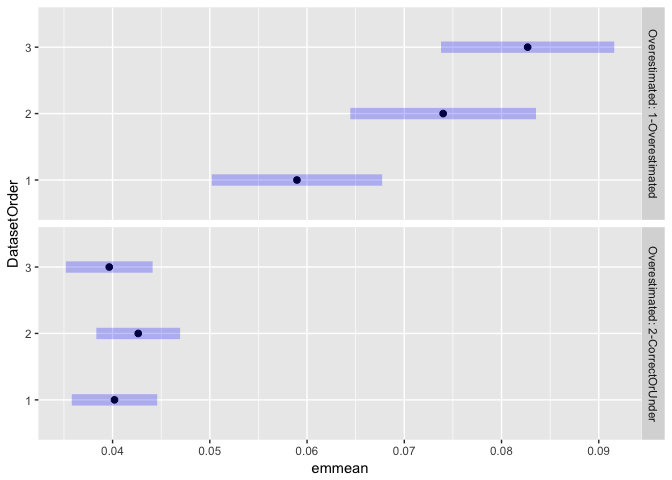 DatasetOrder
3
2
1
Overestimated: 1-Overestimated
3
2
1
Overestimated: 2-CorrectOrUnder
0.04 0.05 0.06 0.07 0.08 0.09
emmean